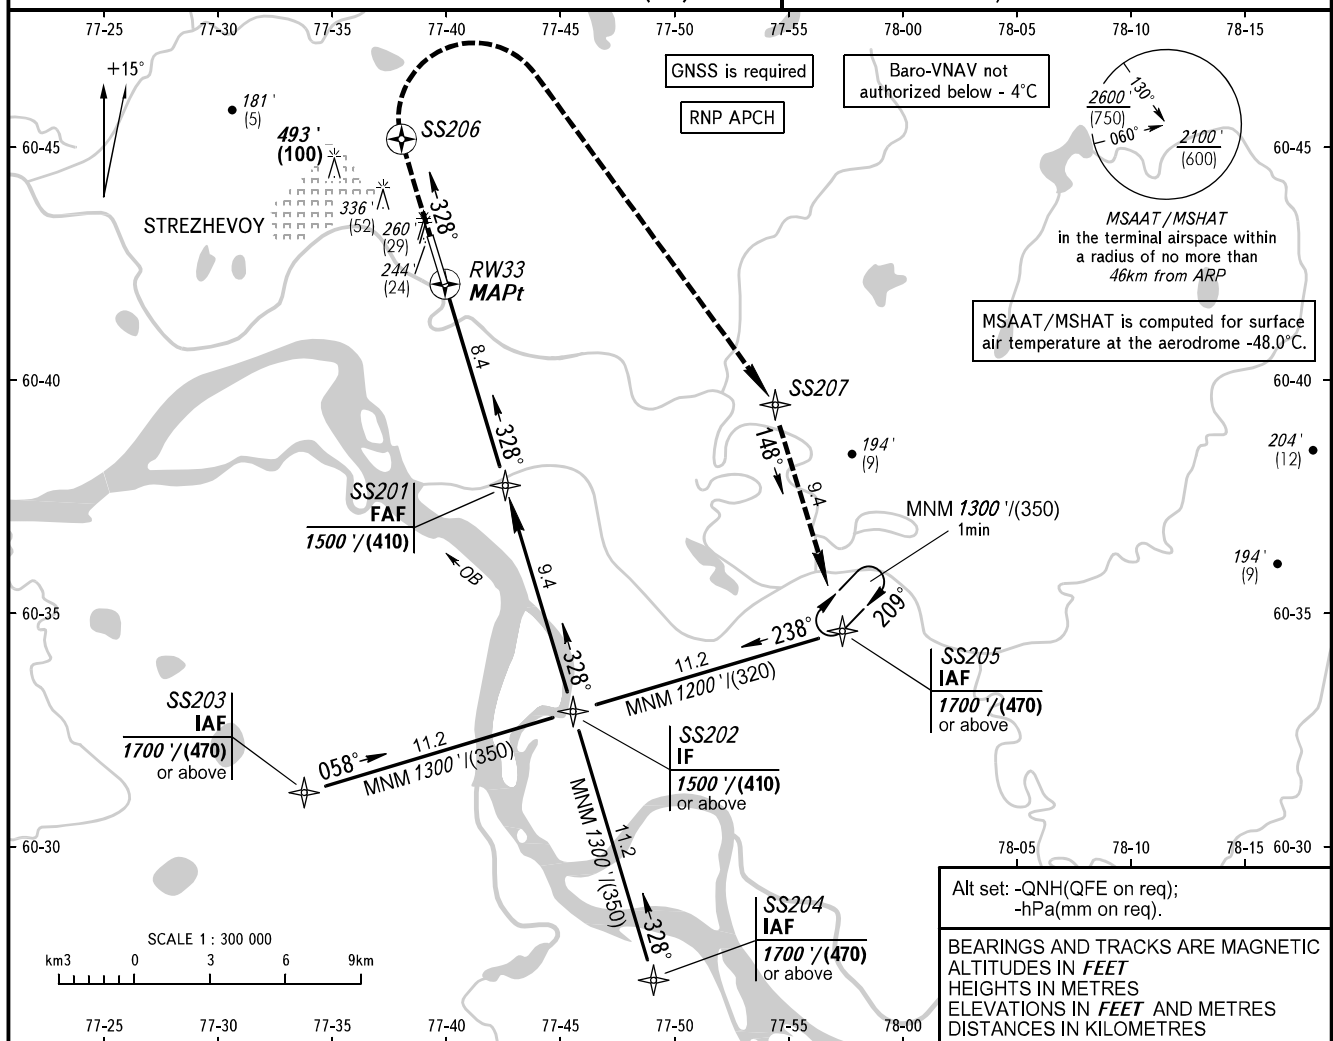 77-25 77-30 77-35 77-40 77-45 77-50 77-55 78-00 78-05 78-10 78-15
+15°
181'
(5)
493'
(100)
STREZHEVOY
336'
(52)
260'
(29)
244'
(24)
SS206
328°
RW33
MAPt
GNSS is required
RNP APCH
Baro-VNAV not
authorized below - 4°C
130°
2600'
(750)
060°
2100'
(600)
MSAAT/MSHAT
in the terminal airspace within
a radius of no more than
46km from ARP
MSAAT/MSHAT is computed for surface
air temperature at the aerodrome -48.0°C.
60-45 60-45
60-40 60-40
8.4
328°
SS207
148°
9.4
194'
(9)
204'
(12)
SS201
FAF
1500'/(410)
OB
9.4
328°
MNM 1300'/(350)
1min
209°
194'
(9)
60-35 60-35
238°
11.2
MNM 1200'/(320)
SS205
IAF
1700'/(470)
or above
SS203
IAF
1700'/(470)
or above
058°
11.2
MNM 1300'/(350)
SS202
IF
1500'/(410)
or above
MNM 1300'/(350)
11.2
328°
SS204
IAF
1700'/(470)
or above
60-30 78-05 78-10 78-15 60-30
SCALE 1 : 300 000
km3 0 3 6 9km
77-25 77-30 77-35 77-40 77-45 77-50 77-55 78-00
Alt set: -QNH(QFE on req);
-hPa(mm on req).
BEARINGS AND TRACKS ARE MAGNETIC
ALTITUDES IN FEET
HEIGHTS IN METRES
ELEVATIONS IN FEET AND METRES
DISTANCES IN KILOMETRES